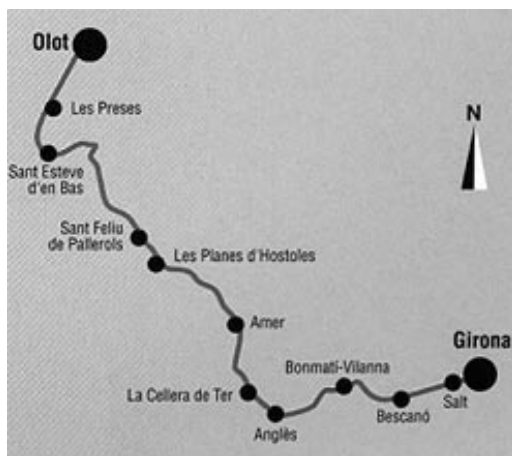 Olot
Les Preses
N
Sant Esteve
d'en Bas
Sant Feliu
de Pallerols
Les Planes d'Hostoles
Amer
Girona
Bonmatí-Vilanna
La Cellera de Ter
Salt
Bescanó
Anglès